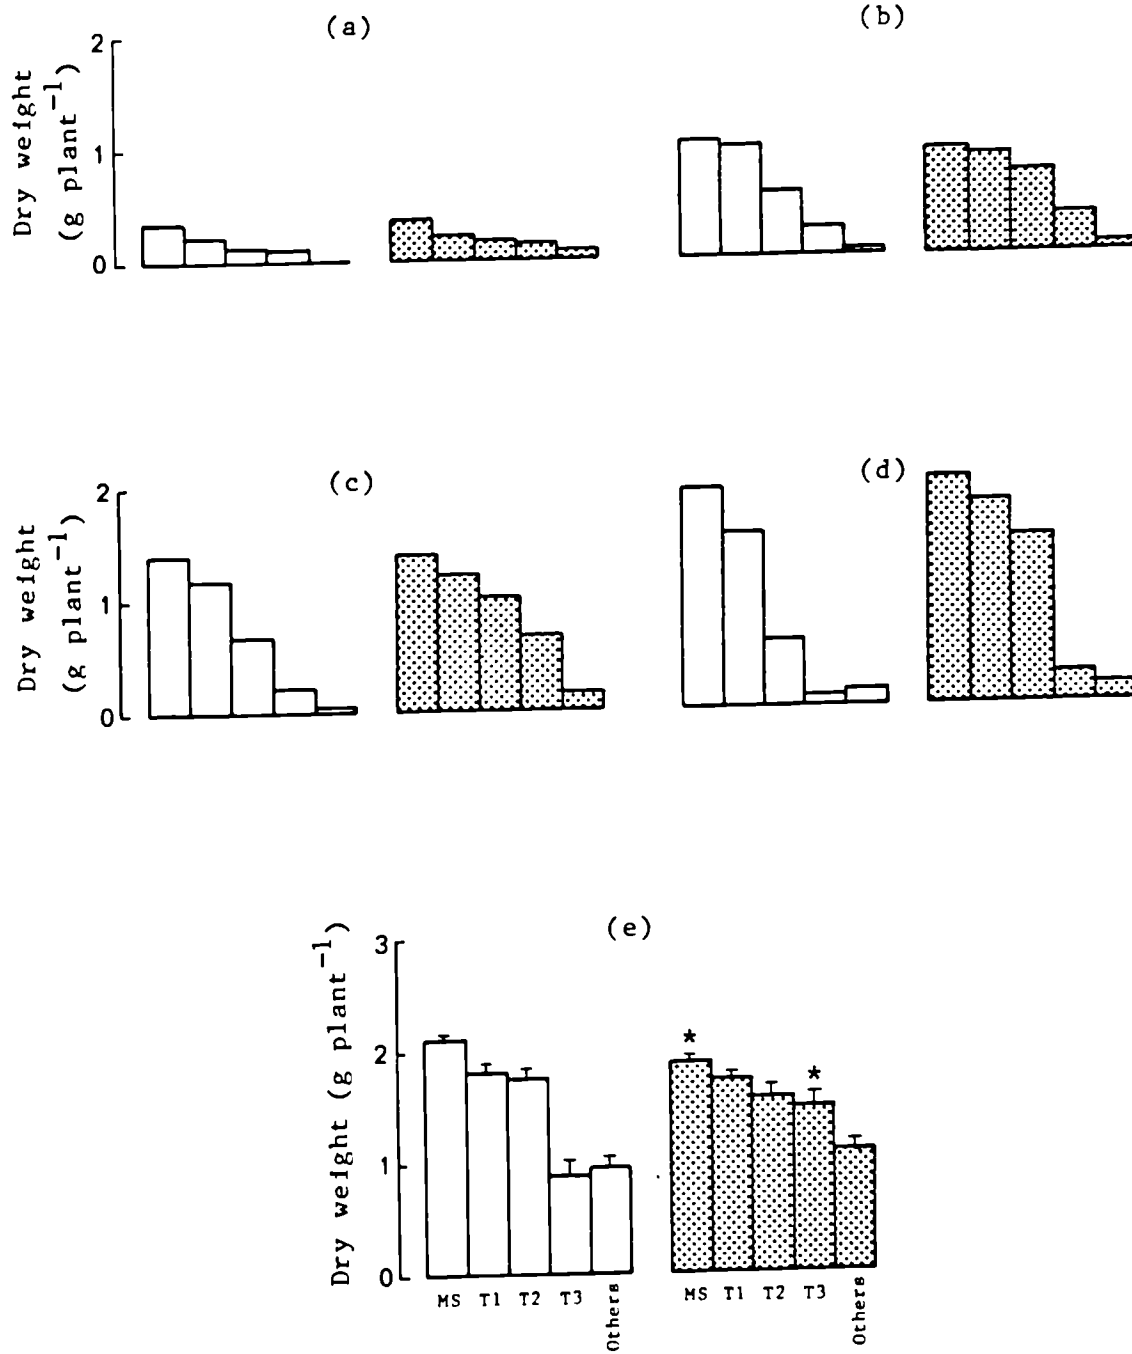 (a)
(b)
2
1
0
Dry weight
(g plant⁻¹)
(c)
(d)
2
1
0
Dry weight
(g plant⁻¹)
(e)
3
2
1
0
Dry weight (g plant⁻¹)
*
*
MS T1 T2 T3 Others
MS T1 T2 T3 Others